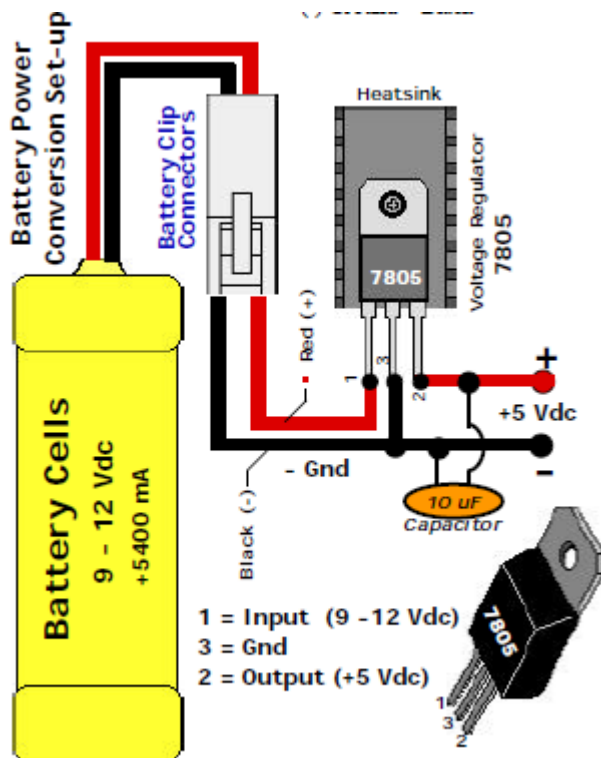 Battery Power
Conversion Set-up
Battery Clip
Connectors
Heatsink
Voltage Regulator
7805
7805
Red (+)
1
3
2
+
+5 Vdc
-
- Gnd
Black (-)
10 uF
Capacitor
Battery Cells
9 - 12 Vdc
+5400 mA
1 = Input (9 -12 Vdc)
3 = Gnd
2 = Output (+5 Vdc)
7805
1
3
2